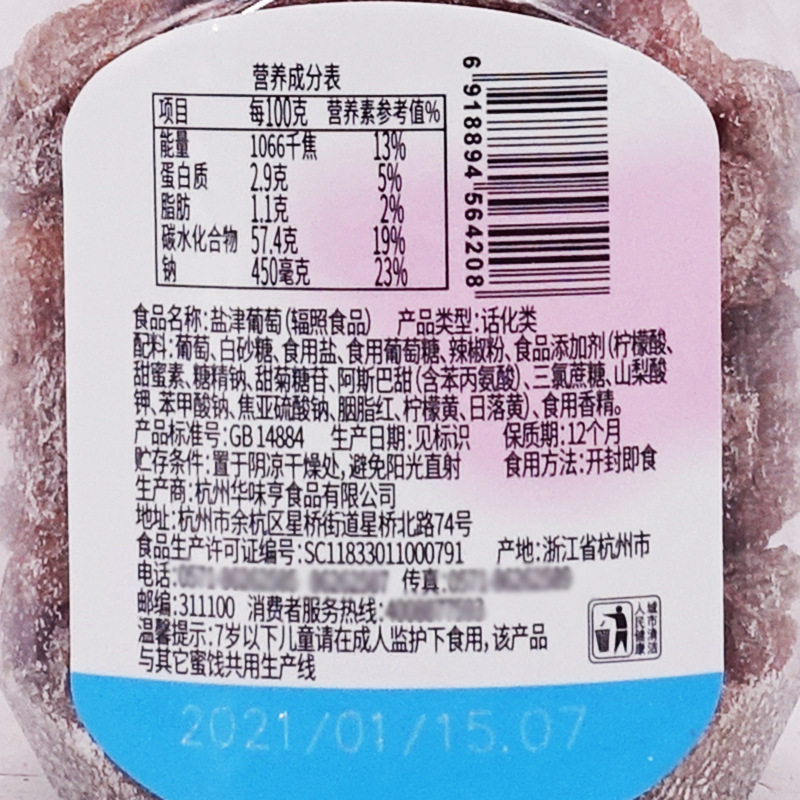 营养成分表
项目 每100克 营养素参考值%
能量 1066千焦 13%
蛋白质 2.9克 5%
脂肪 1.1克 2%
碳水化合物 57.4克 19%
钠 450毫克 23%
6 918894 564208
食品名称:盐津葡萄(辐照食品) 产品类型:话化类
配料:葡萄、白砂糖、食用盐、食用葡萄糖、辣椒粉、食品添加剂(柠檬酸、
甜蜜素、糖精钠、甜菊糖苷、阿斯巴甜(含苯丙氨酸)、三氯蔗糖、山梨酸
钾、苯甲酸钠、焦亚硫酸钠、胭脂红、柠檬黄、日落黄)、食用香精。
产品标准号:GB 14884 生产日期:见标识 保质期:12个月
贮存条件:置于阴凉干燥处,避免阳光直射 食用方法:开封即食
生产商:杭州华味亨食品有限公司
地址:杭州市余杭区星桥街道星桥北路74号
食品生产许可证编号:SC11833011000791 产地:浙江省杭州市
电话: 传真:
邮编:311100 消费者服务热线:
温馨提示:7岁以下儿童请在成人监护下食用,该产品
与其它蜜饯共用生产线
城市清洁
人民健康
2021/01/15.07